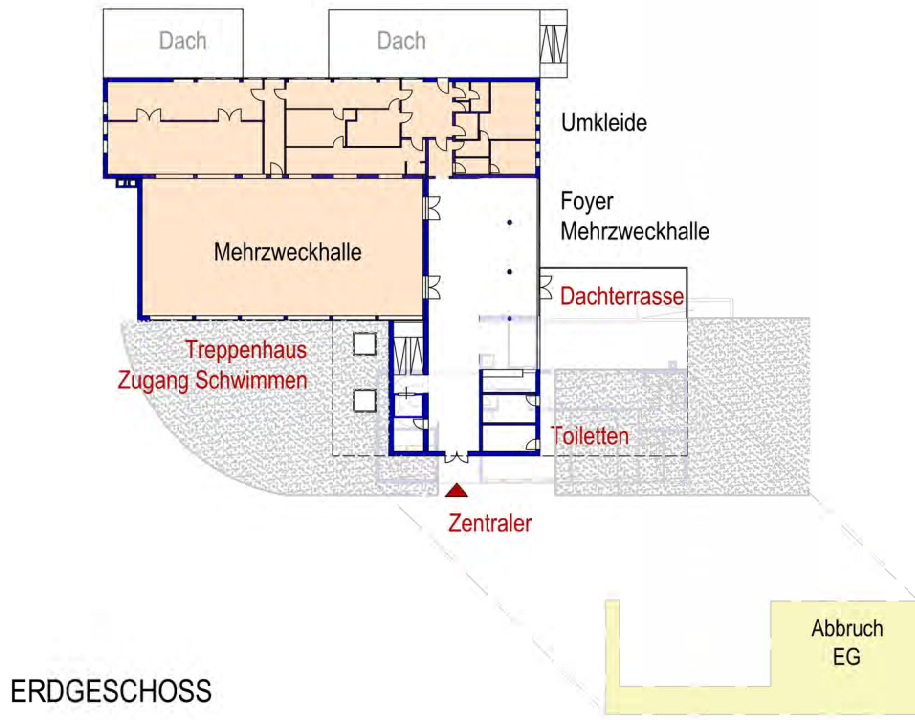 Dach
Dach
Umkleide
Foyer
Mehrzweckhalle
Mehrzweckhalle
Dachterrasse
Treppenhaus
Zugang Schwimmen
Toiletten
Zentraler
Abbruch
EG
ERDGESCHOSS